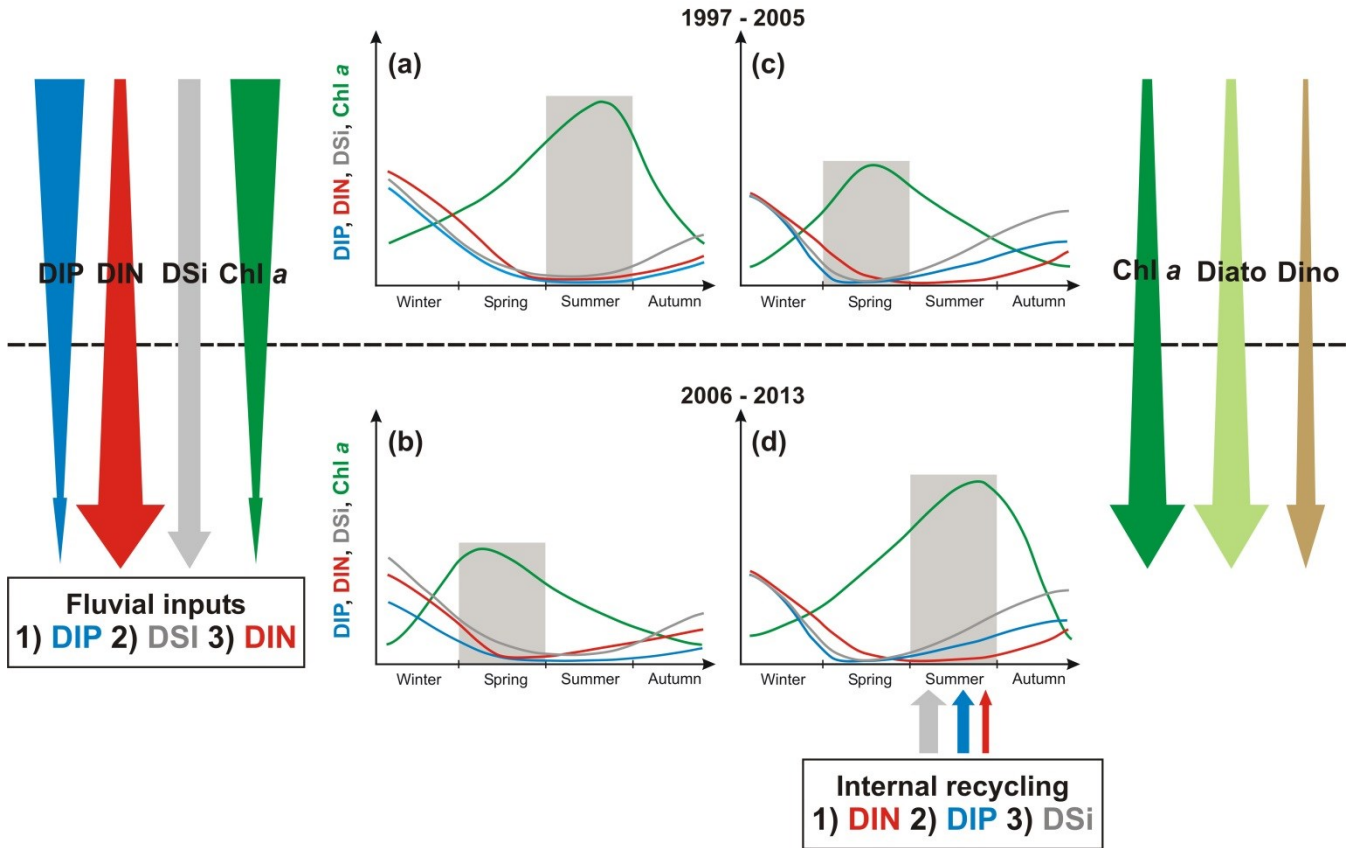 1997 - 2005
(a)
(c)
DIP, DIN, DSi, Chl a
Winter Spring Summer Autumn
Winter Spring Summer Autumn
DIP DIN DSi Chl a
Chl a Diato Dino
2006 - 2013
(b)
(d)
DIP, DIN, DSi, Chl a
Winter Spring Summer Autumn
Winter Spring Summer Autumn
Fluvial inputs
1) DIP 2) DSI 3) DIN
Internal recycling
1) DIN 2) DIP 3) DSi